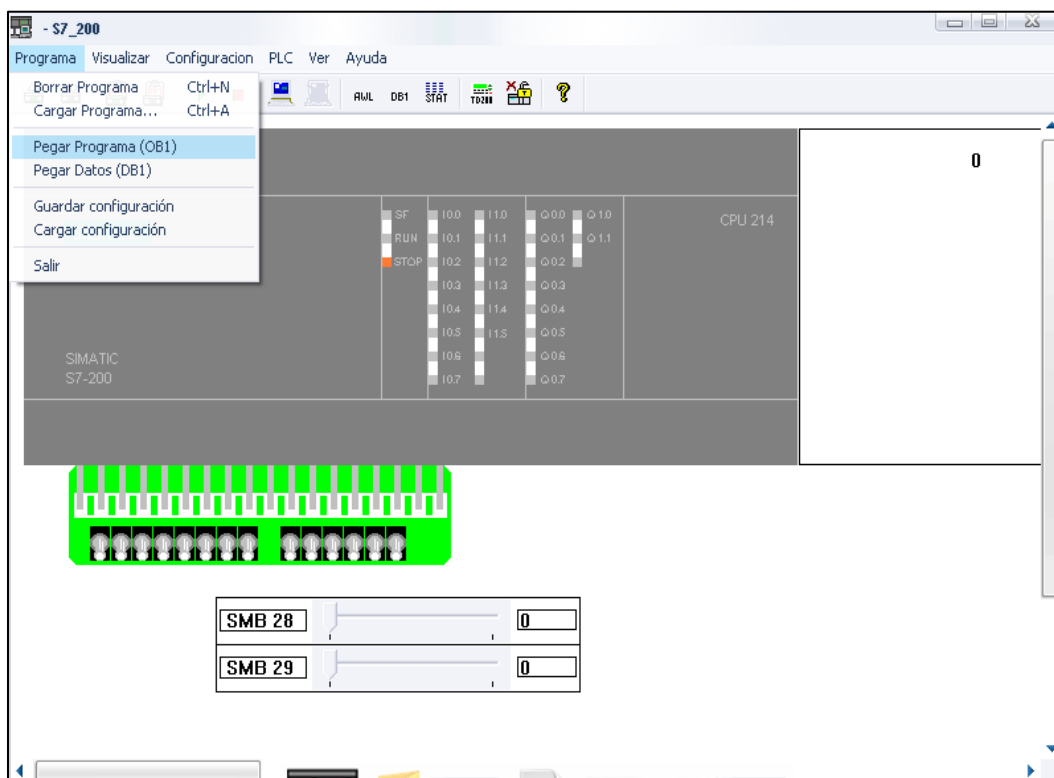 - S7_200
Programa Visualizar Configuracion PLC Ver Ayuda
Borrar Programa Ctrl+N
Cargar Programa... Ctrl+A
Pegar Programa (OB1)
Pegar Datos (DB1)
Guardar configuración
Cargar configuración
Salir
AWL DB1 STAT TD200 ?
0
SF I0.0 I1.0 Q0.0 Q1.0
RUN I0.1 I1.1 Q0.1 Q1.1
STOP I0.2 I1.2 Q0.2
I0.3 I1.3 Q0.3
I0.4 I1.4 Q0.4
I0.5 I1.5 Q0.5
I0.6 Q0.6
I0.7 Q0.7
CPU 214
SIMATIC
S7-200
SMB 28 0
SMB 29 0